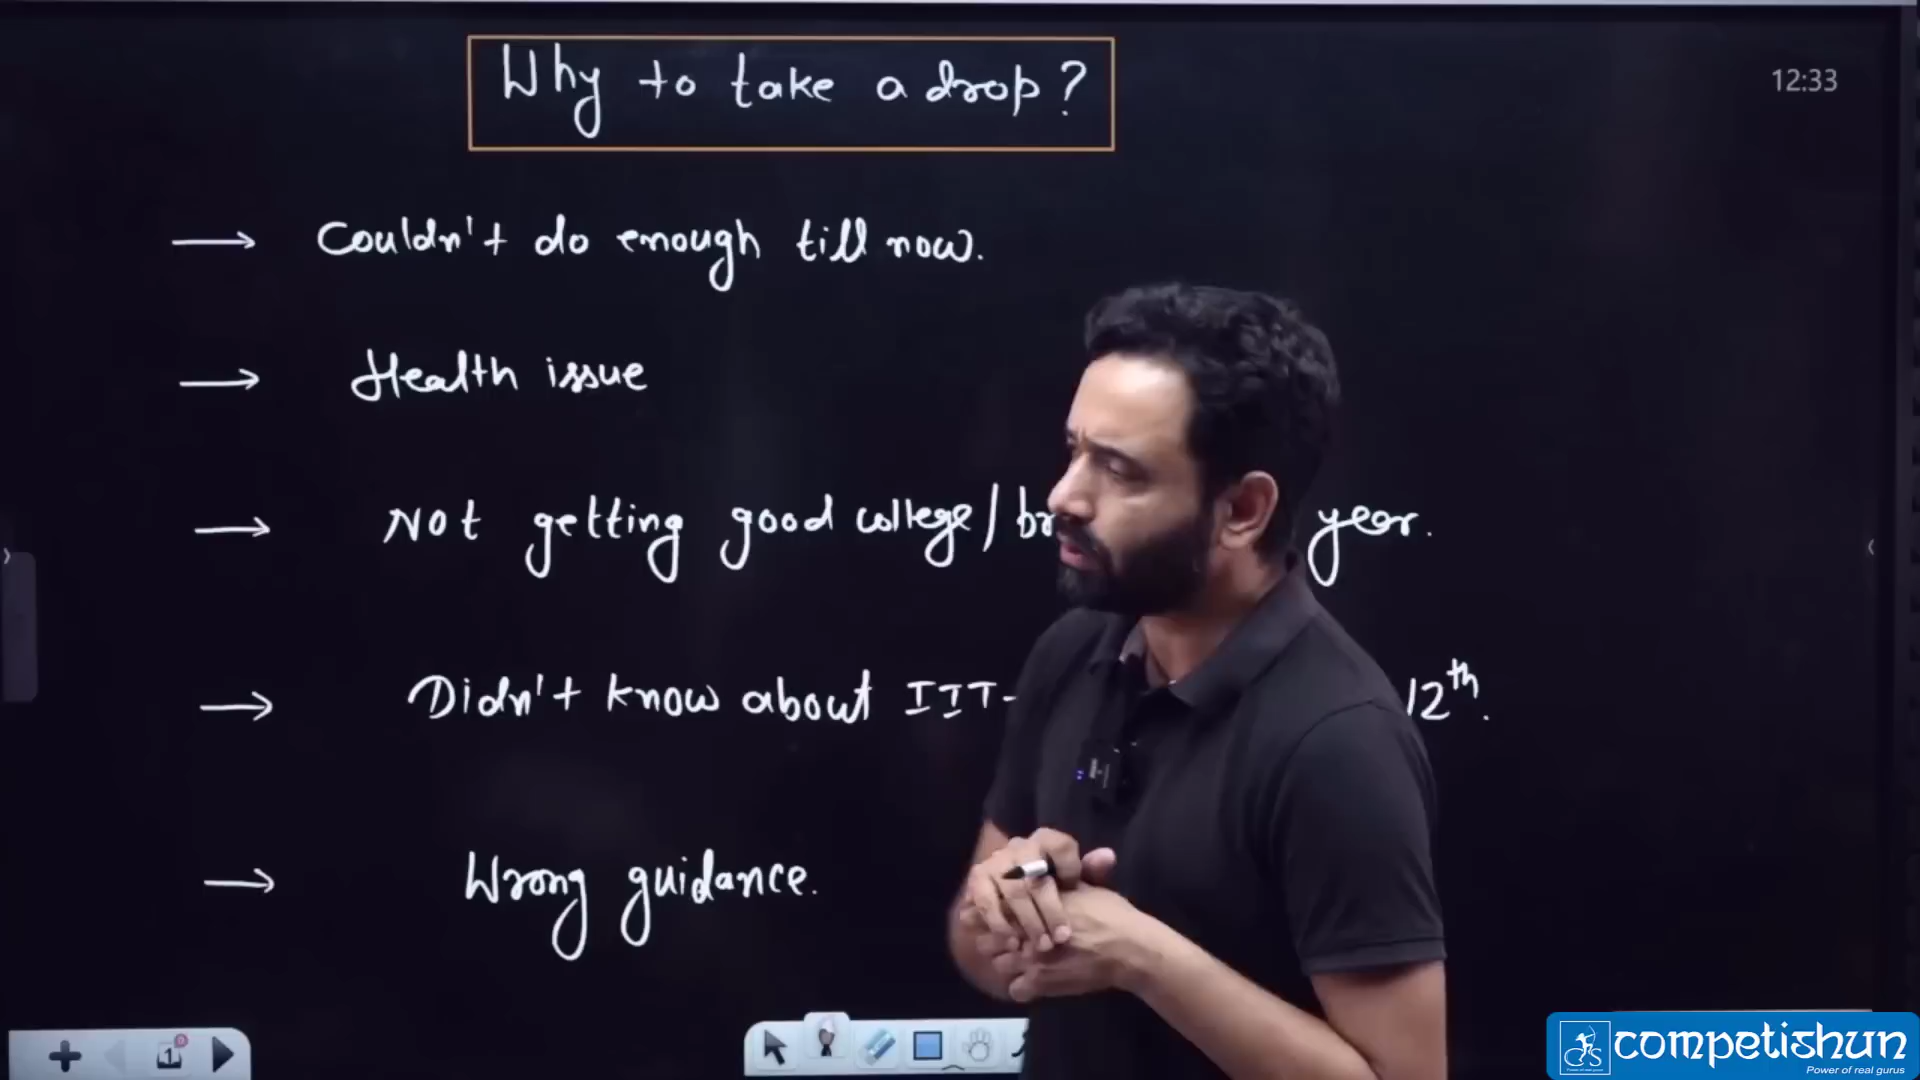 Why to take a drop?
12:33
→ Couldn't do enough till now.
→ Health issue
→ Not getting good college/ year.
→ Didn't know about IIT- 12th.
→ Wrong guidance.
1
competishun
Power of real gurus